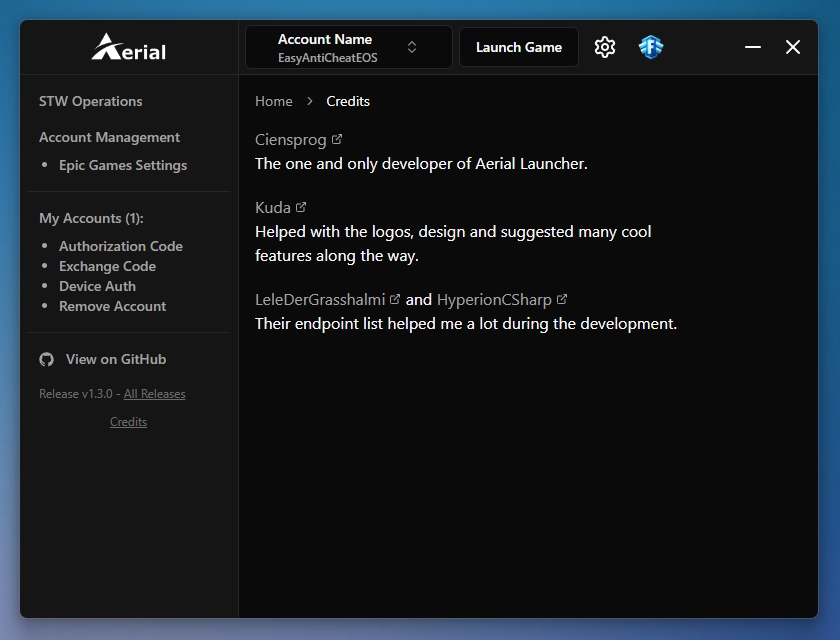 Aerial
Account Name
EasyAntiCheatEOS
Launch Game
STW Operations
Account Management
• Epic Games Settings
My Accounts (1):
• Authorization Code
• Exchange Code
• Device Auth
• Remove Account
View on GitHub
Release v1.3.0 - All Releases
Credits
Home > Credits
Ciensprog
The one and only developer of Aerial Launcher.
Kuda
Helped with the logos, design and suggested many cool
features along the way.
LeleDerGrasshalmi and HyperionCSharp
Their endpoint list helped me a lot during the development.